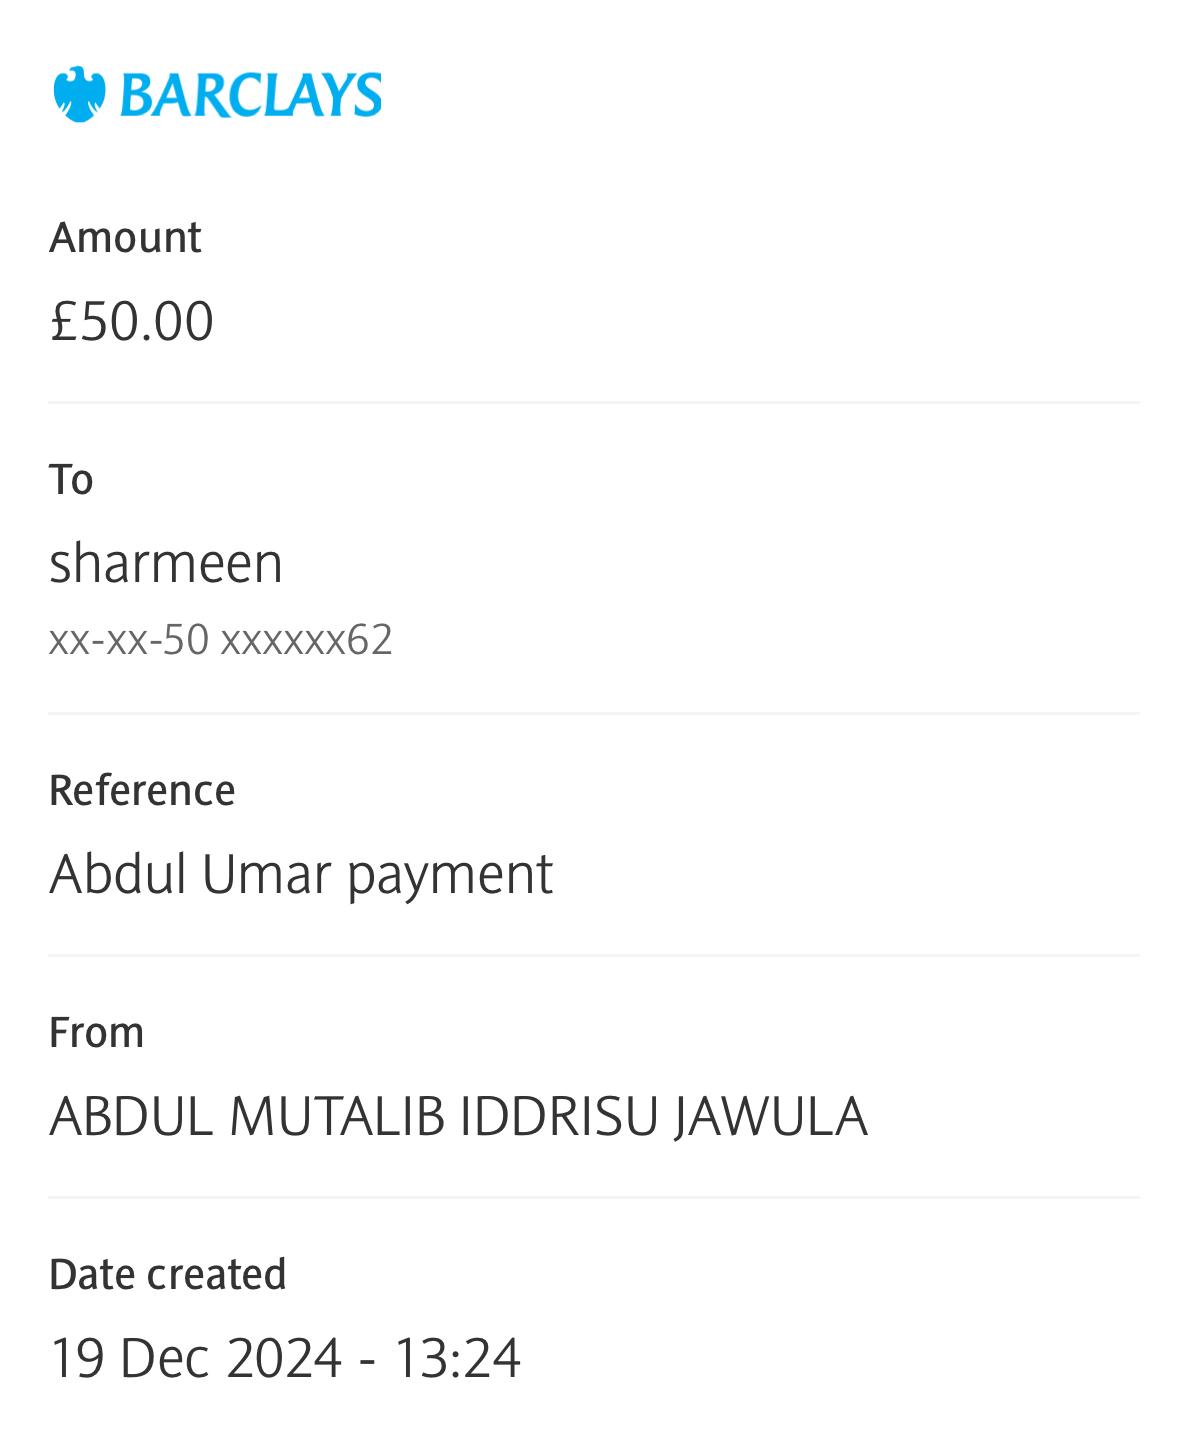 BARCLAYS
Amount
£50.00
To
sharmeen
xx-xx-50 xxxxxx62
Reference
Abdul Umar payment
From
ABDUL MUTALIB IDDRISU JAWULA
Date created
19 Dec 2024 - 13:24